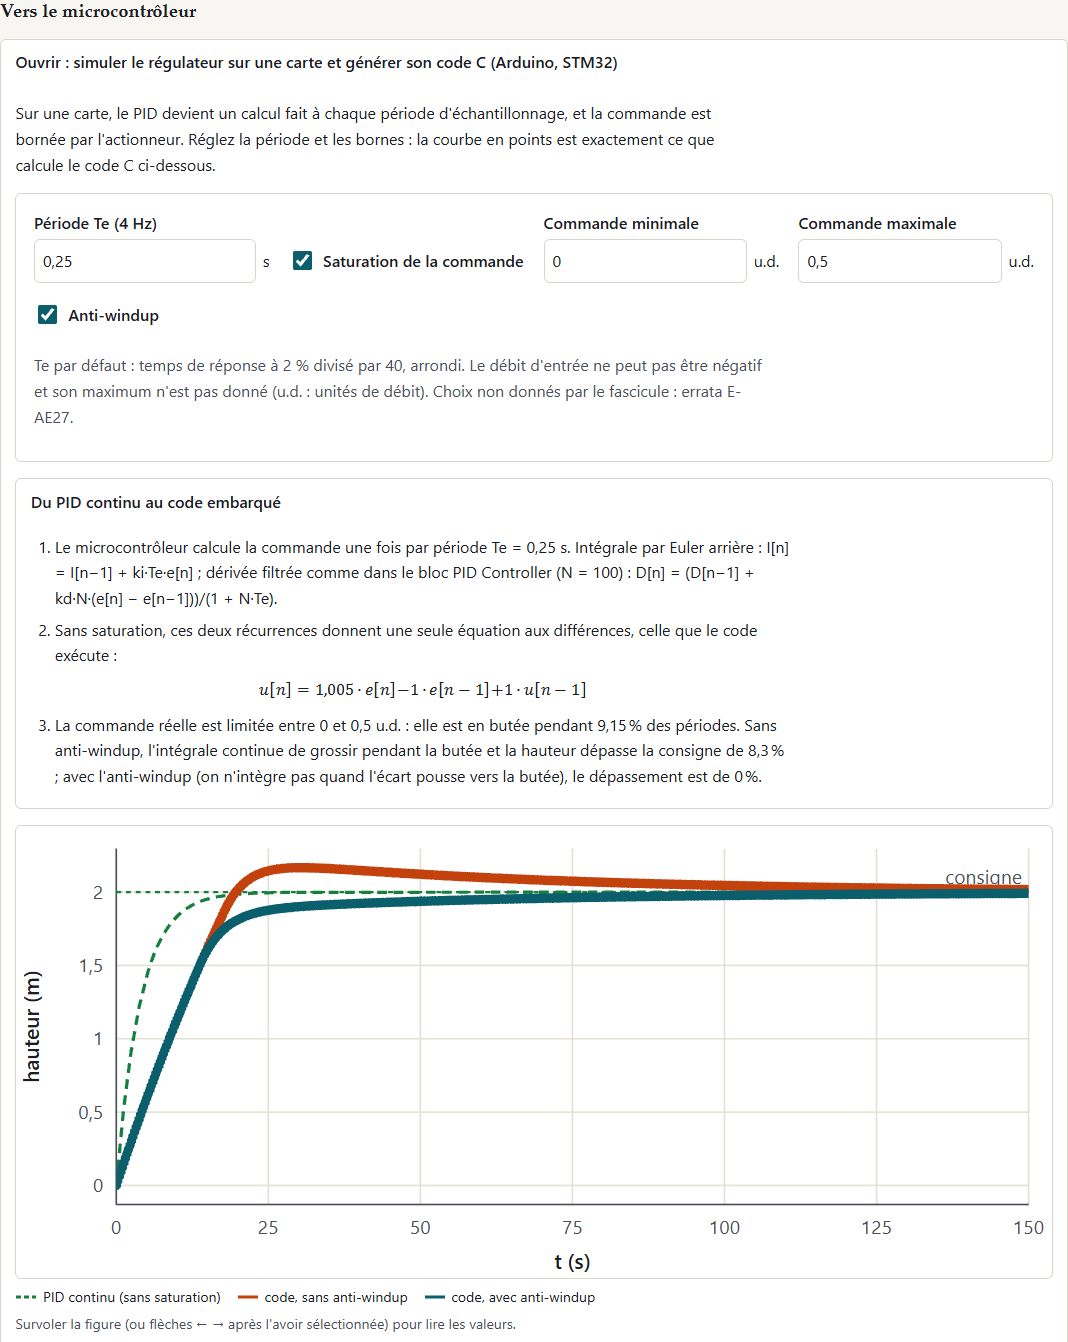 Vers le microcontrôleur
Ouvrir : simuler le régulateur sur une carte et générer son code C (Arduino, STM32)
Sur une carte, le PID devient un calcul fait à chaque période d'échantillonnage, et la commande est
bornée par l'actionneur. Réglez la période et les bornes : la courbe en points est exactement ce que
calcule le code C ci-dessous.
Période Te (4 Hz)
0,25 s
Saturation de la commande
Commande minimale
0 u.d.
Commande maximale
0,5 u.d.
Anti-windup
Te par défaut : temps de réponse à 2 % divisé par 40, arrondi. Le débit d'entrée ne peut pas être négatif
et son maximum n'est pas donné (u.d. : unités de débit). Choix non donnés par le fascicule : errata E-
AE27.
Du PID continu au code embarqué
1. Le microcontrôleur calcule la commande une fois par période Te = 0,25 s. Intégrale par Euler arrière : I[n]
= I[n−1] + ki·Te·e[n] ; dérivée filtrée comme dans le bloc PID Controller (N = 100) : D[n] = (D[n−1] +
kd·N·(e[n] − e[n−1]))/(1 + N·Te).
2. Sans saturation, ces deux récurrences donnent une seule équation aux différences, celle que le code
exécute :
u[n] = 1,005 · e[n]−1 · e[n − 1]+1 · u[n − 1]
3. La commande réelle est limitée entre 0 et 0,5 u.d. : elle est en butée pendant 9,15 % des périodes. Sans
anti-windup, l'intégrale continue de grossir pendant la butée et la hauteur dépasse la consigne de 8,3 %
; avec l'anti-windup (on n'intègre pas quand l'écart pousse vers la butée), le dépassement est de 0 %.
consigne
2
1,5
1
0,5
0
hauteur (m)
0 25 50 75 100 125 150
t (s)
PID continu (sans saturation) code, sans anti-windup code, avec anti-windup
Survoler la figure (ou flèches ← → après l'avoir sélectionnée) pour lire les valeurs.